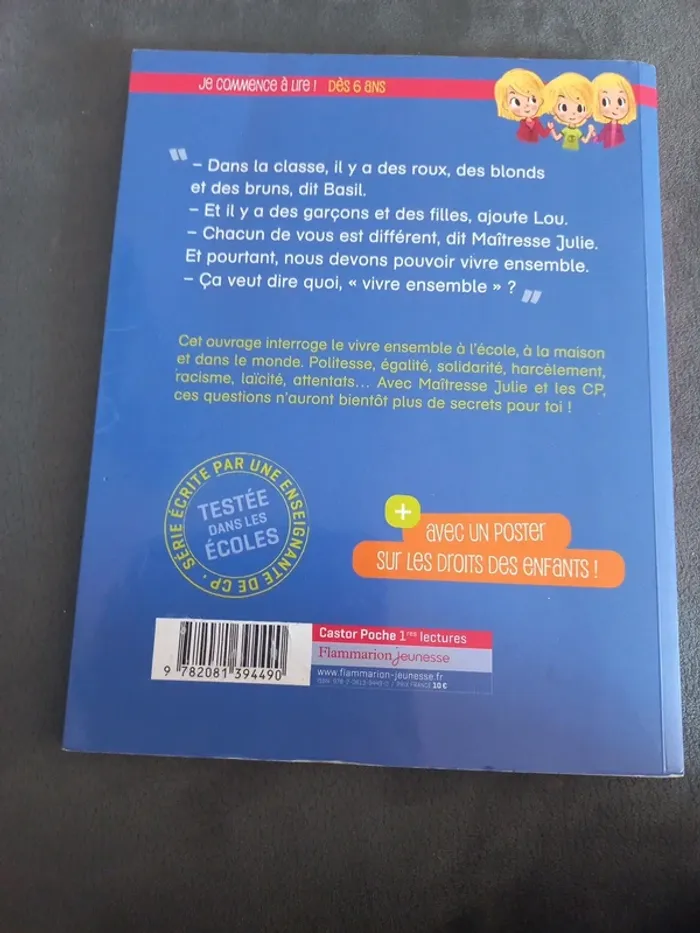 Je commence à lire ! Dès 6 ans
" – Dans la classe, il y a des roux, des blonds
et des bruns, dit Basil.
– Et il y a des garçons et des filles, ajoute Lou.
– Chacun de vous est différent, dit Maîtresse Julie.
Et pourtant, nous devons pouvoir vivre ensemble.
– Ça veut dire quoi, « vivre ensemble » ? "
Cet ouvrage interroge le vivre ensemble à l'école, à la maison
et dans le monde. Politesse, égalité, solidarité, harcèlement,
racisme, laïcité, attentats... Avec Maîtresse Julie et les CP,
ces questions n'auront bientôt plus de secrets pour toi !
SÉRIE ÉCRITE PAR UNE ENSEIGNANTE DE CP •
TESTÉE
DANS LES
ÉCOLES
+
avec un poster
sur les droits des enfants !
Castor Poche 1res lectures
Flammarion jeunesse
www.flammarion-jeunesse.fr
PRIX FRANCE 10 €
9 782081 394490